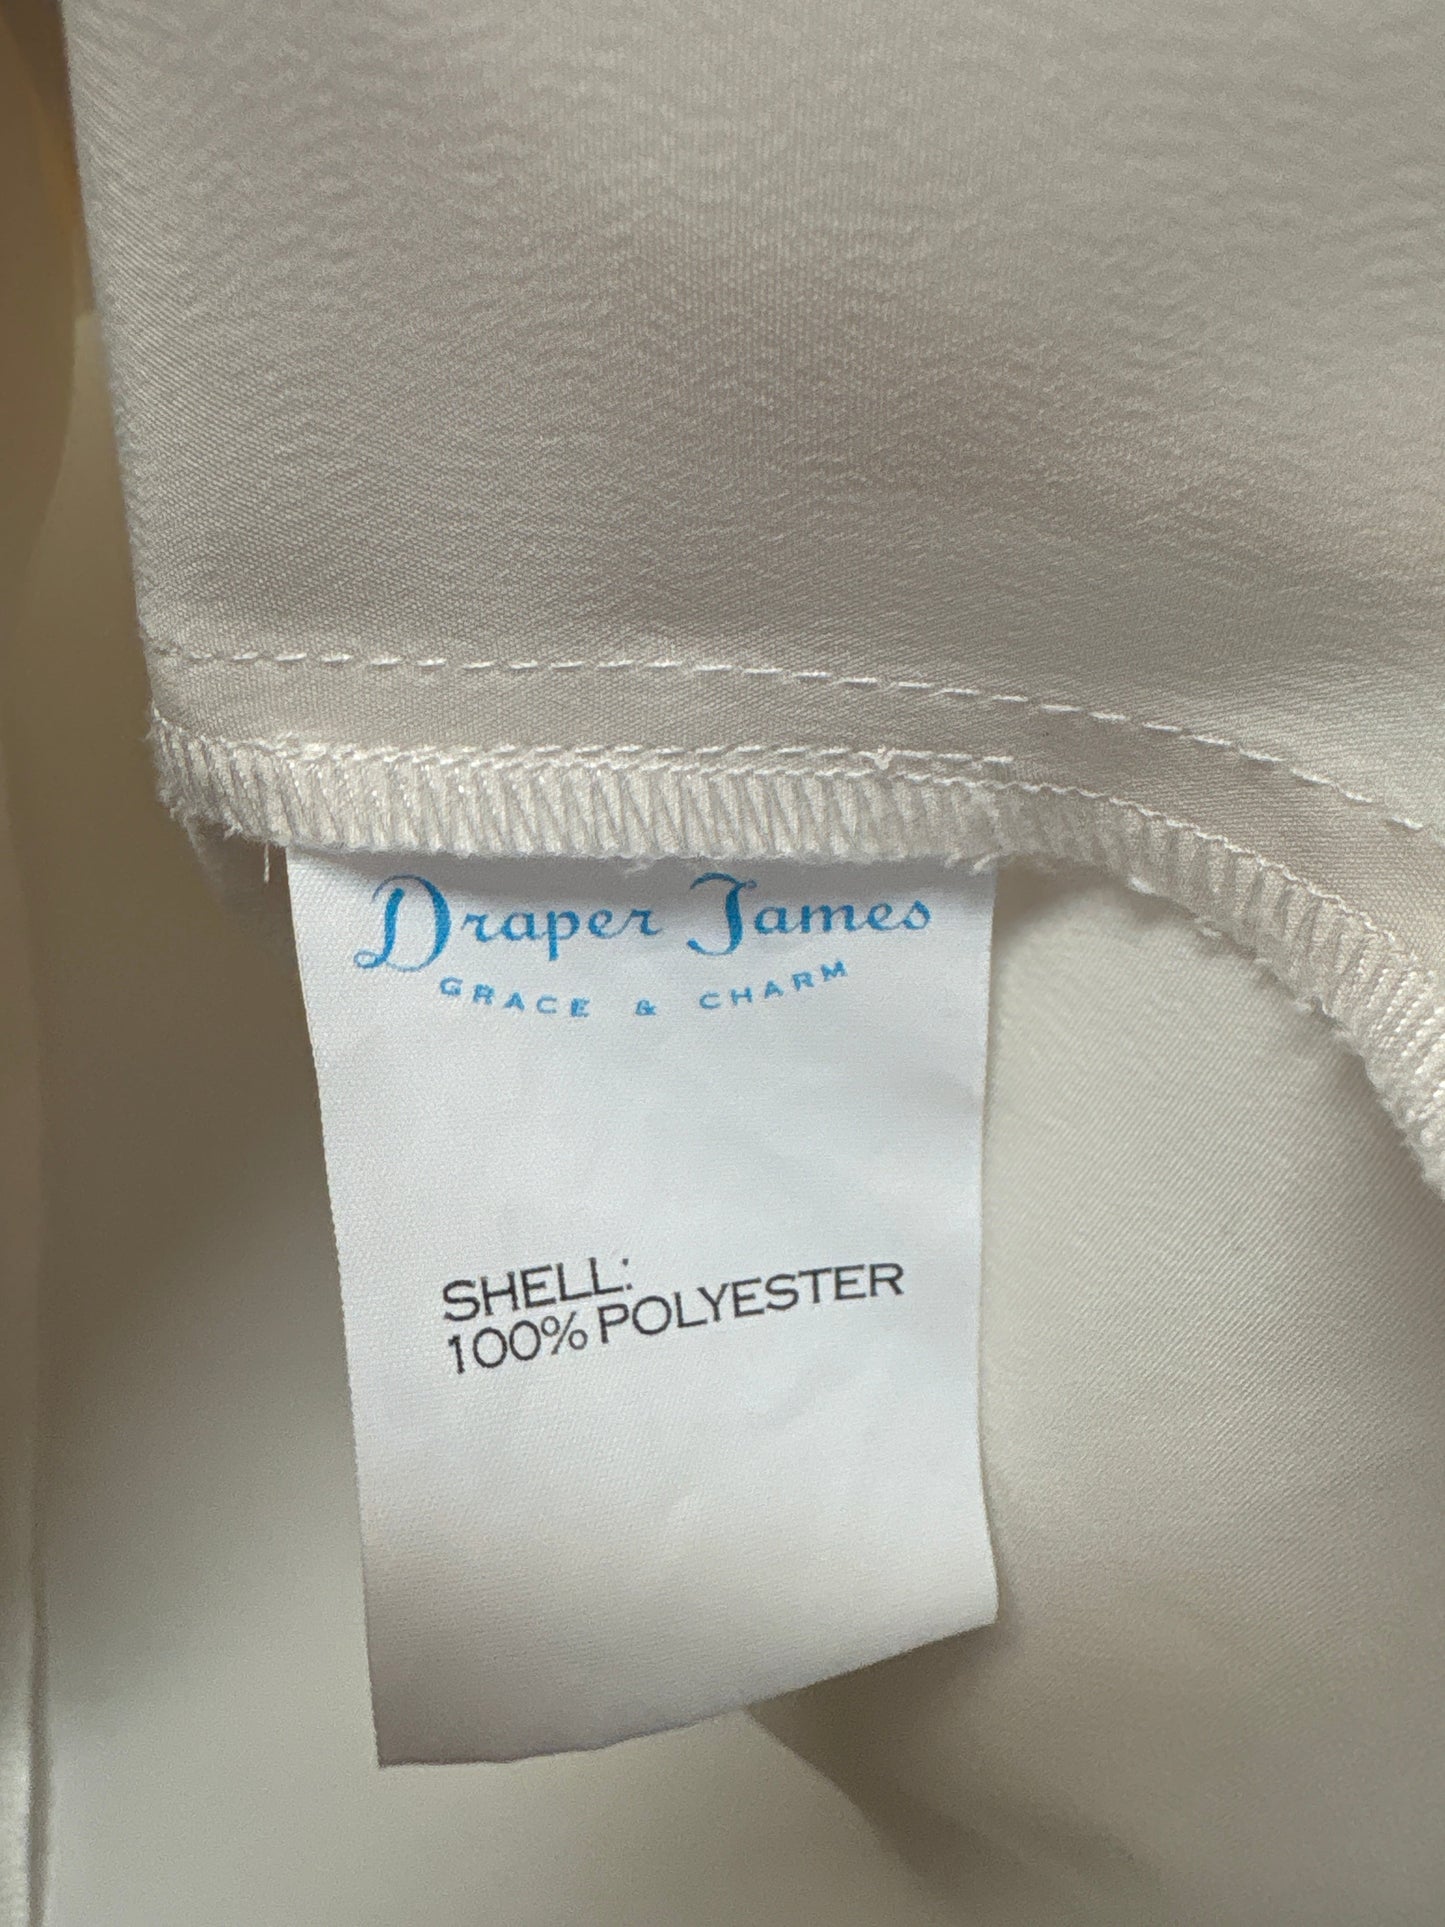 Draper James
GRACE & CHARM
SHELL:
100% POLYESTER